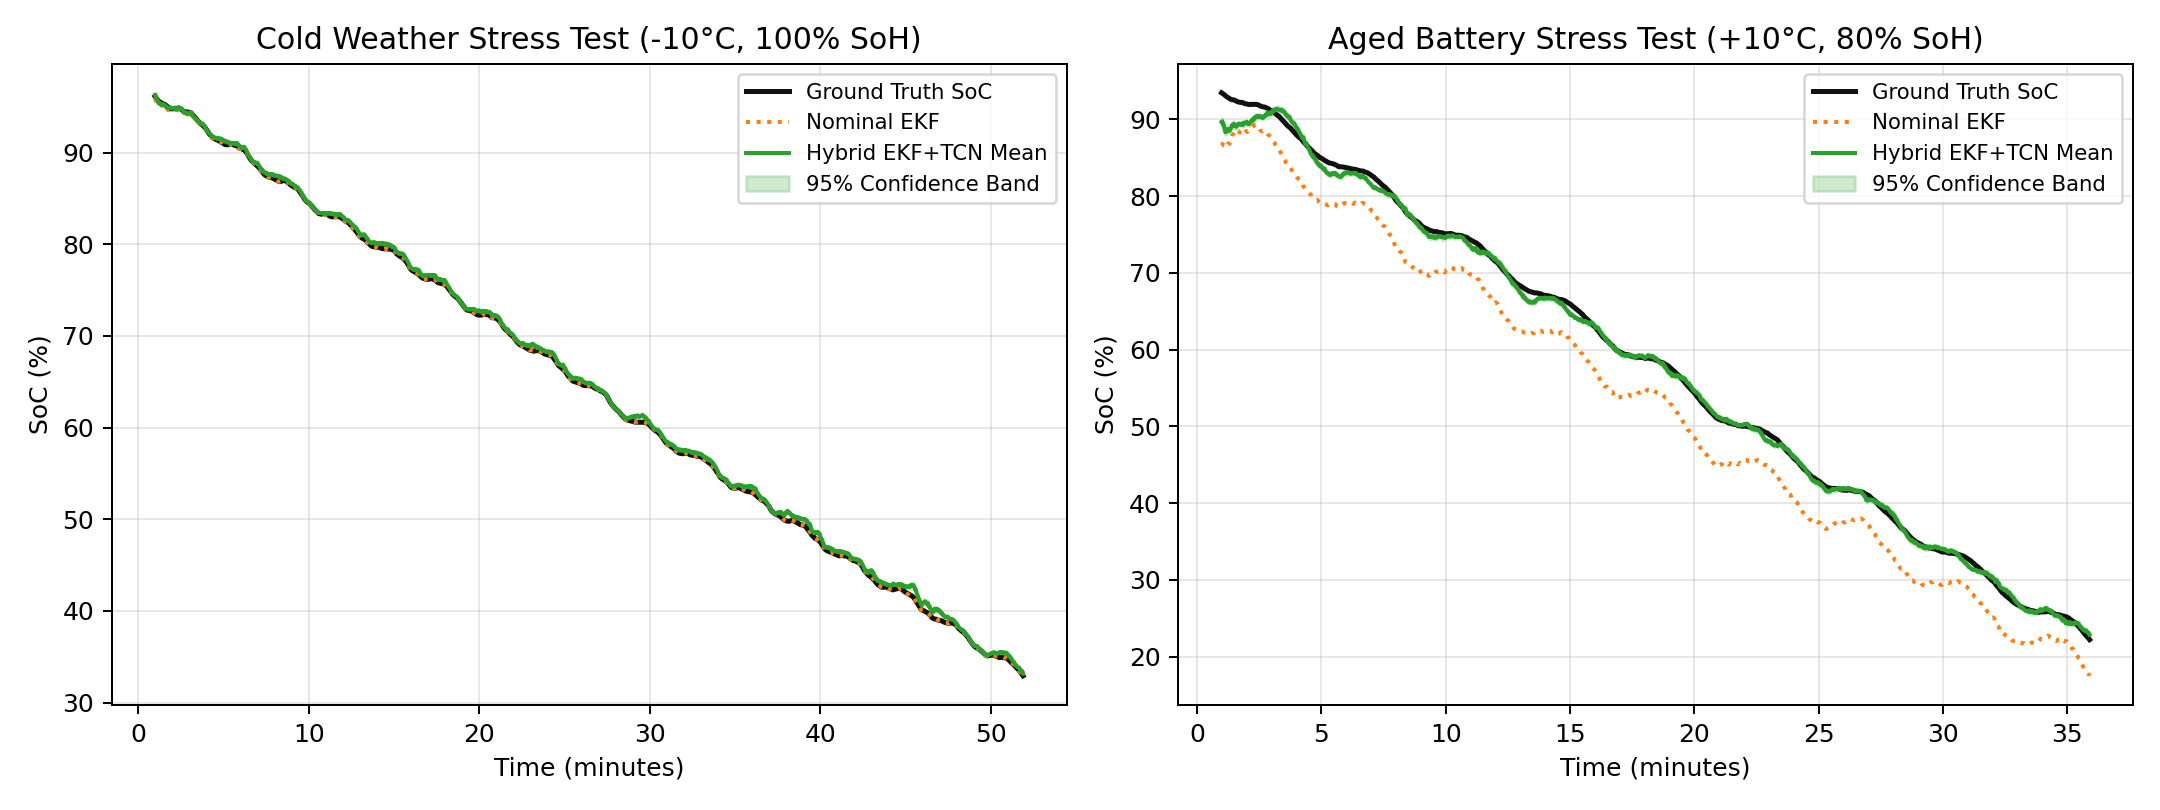 Cold Weather Stress Test (-10°C, 100% SoH)
Ground Truth SoC
Nominal EKF
Hybrid EKF+TCN Mean
95% Confidence Band
SoC (%)
90
80
70
60
50
40
30
0 10 20 30 40 50
Time (minutes)
Aged Battery Stress Test (+10°C, 80% SoH)
Ground Truth SoC
Nominal EKF
Hybrid EKF+TCN Mean
95% Confidence Band
SoC (%)
90
80
70
60
50
40
30
20
0 5 10 15 20 25 30 35
Time (minutes)